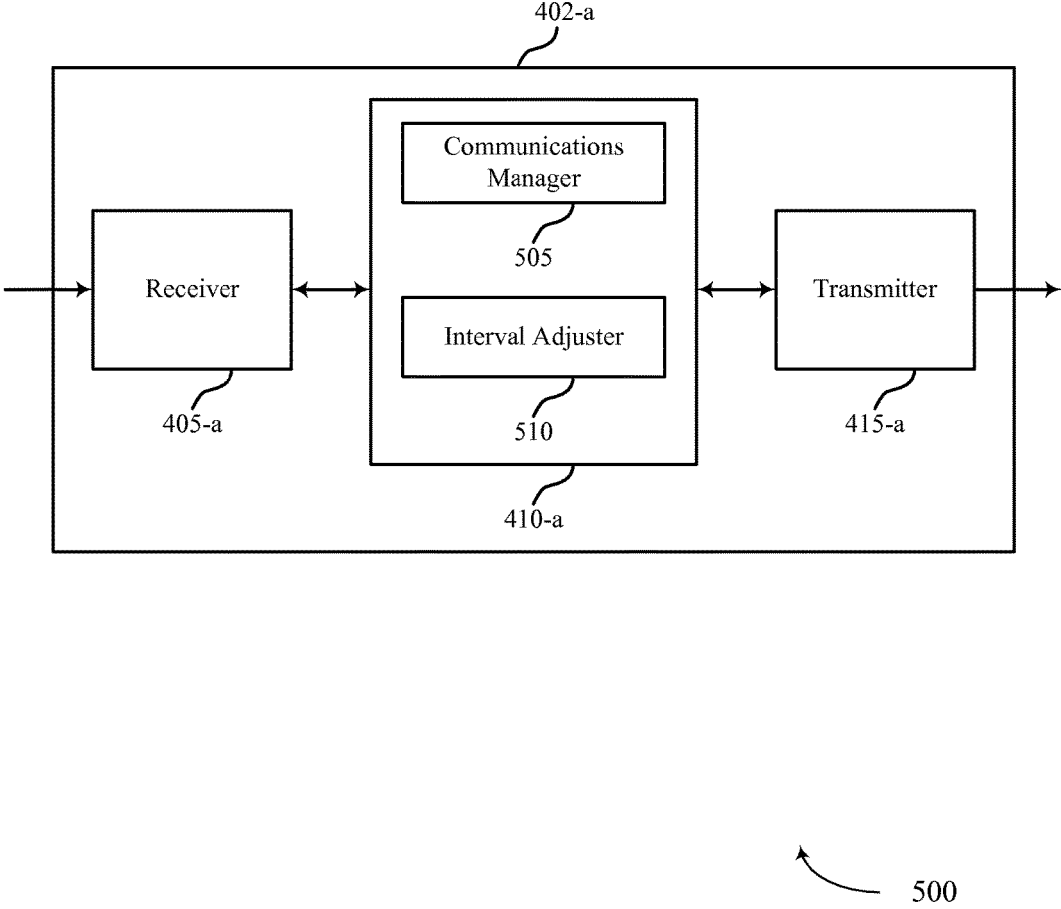 402-a
Communications
Manager
505
Receiver
Transmitter
Interval Adjuster
405-a
510
415-a
410-a
500